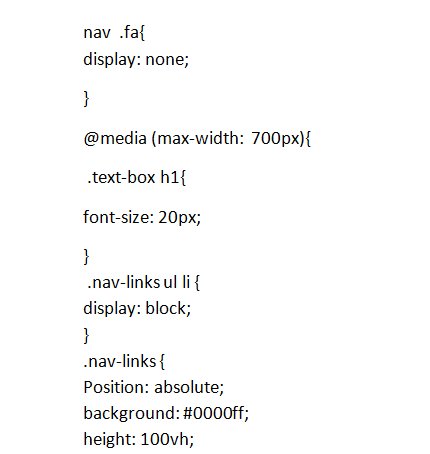 nav  .fa{
display: none;
}
@media (max-width:  700px){
.text-box h1{
font-size: 20px;
}
.nav-links ul li {
display: block;
}
.nav-links {
Position: absolute;
background: #0000ff;
height: 100vh;